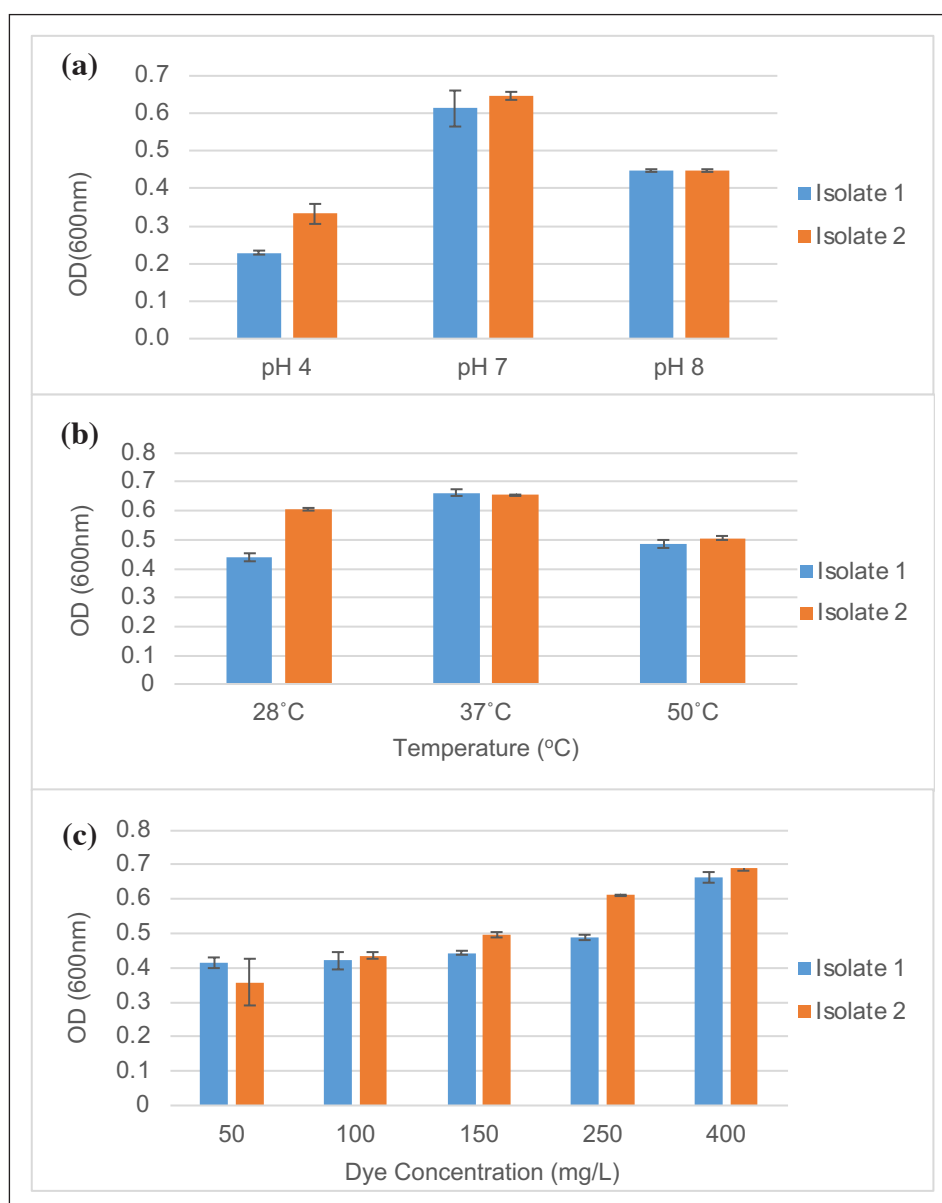 (a)
0.7
0.6
0.5
0.4
0.3
0.2
0.1
0.0
OD(600nm)
pH 4 pH 7 pH 8
Isolate 1
Isolate 2
(b)
0.8
0.7
0.6
0.5
0.4
0.3
0.2
0.1
0
OD (600nm)
28˚C 37˚C 50˚C
Temperature (ºC)
Isolate 1
Isolate 2
(c)
0.8
0.7
0.6
0.5
0.4
0.3
0.2
0.1
0
OD (600nm)
50 100 150 250 400
Dye Concentration (mg/L)
Isolate 1
Isolate 2